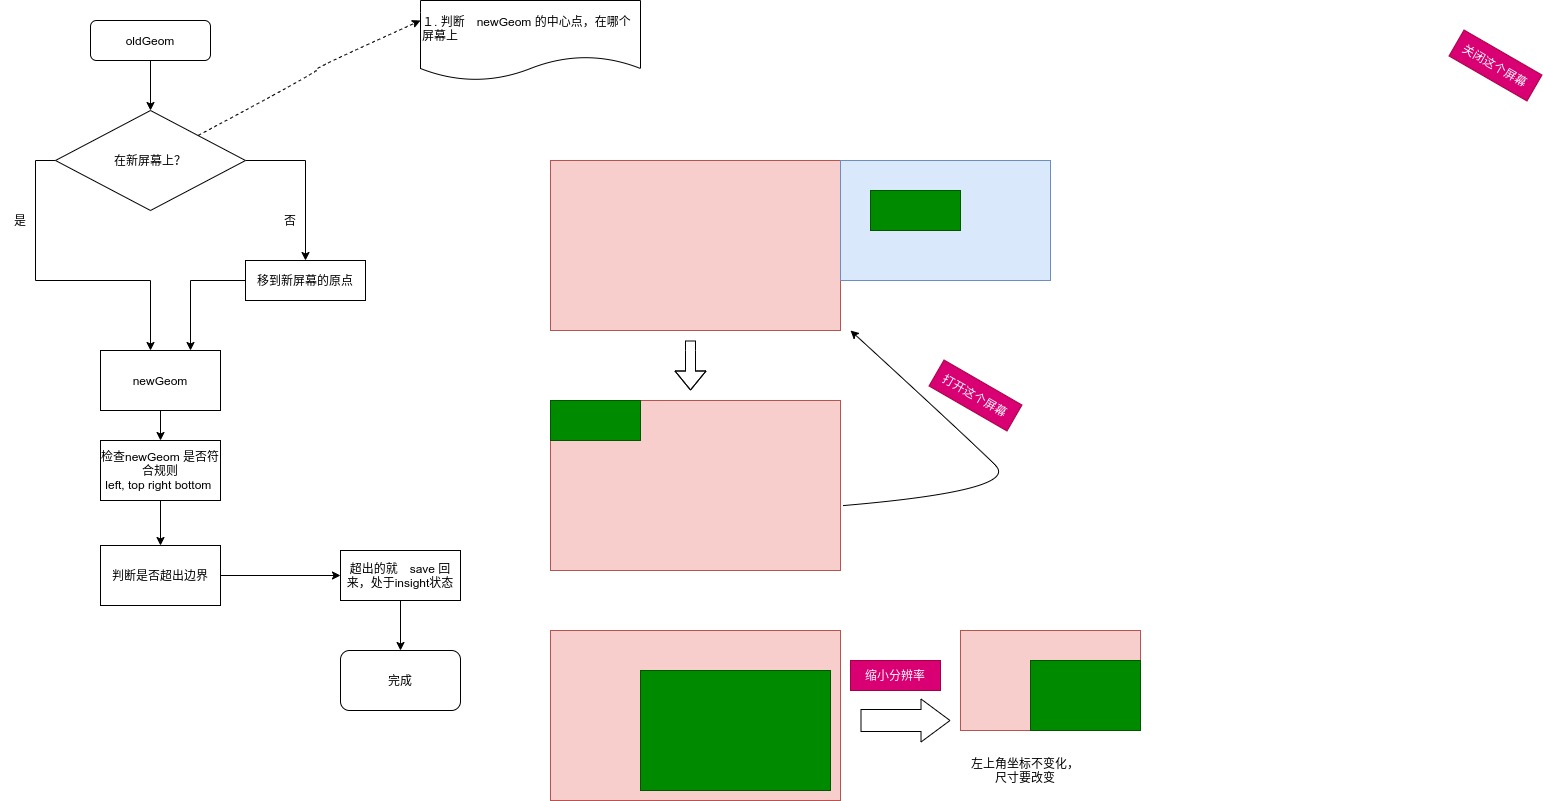 oldGeom
1. 判断 newGeom 的中心点，在哪个
屏幕上
关闭这个屏幕
在新屏幕上?
是
否
移到新屏幕的原点
newGeom
打开这个屏幕
检查newGeom 是否符
合规则
left, top right bottom
判断是否超出边界
超出的就 save 回
来，处于insight状态
完成
缩小分辨率
左上角坐标不变化，
尺寸要改变